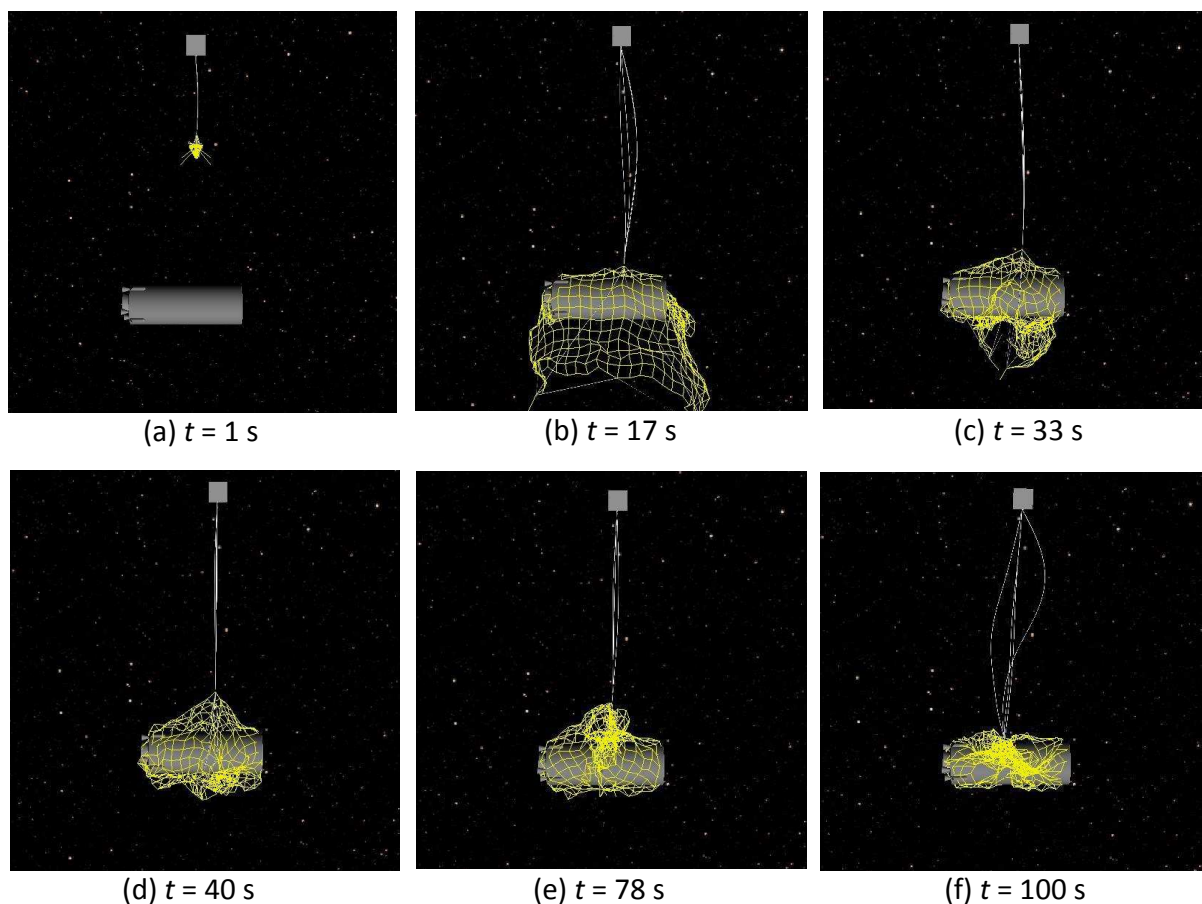 (a) t = 1 s
(b) t = 17 s
(c) t = 33 s
(d) t = 40 s
(e) t = 78 s
(f) t = 100 s